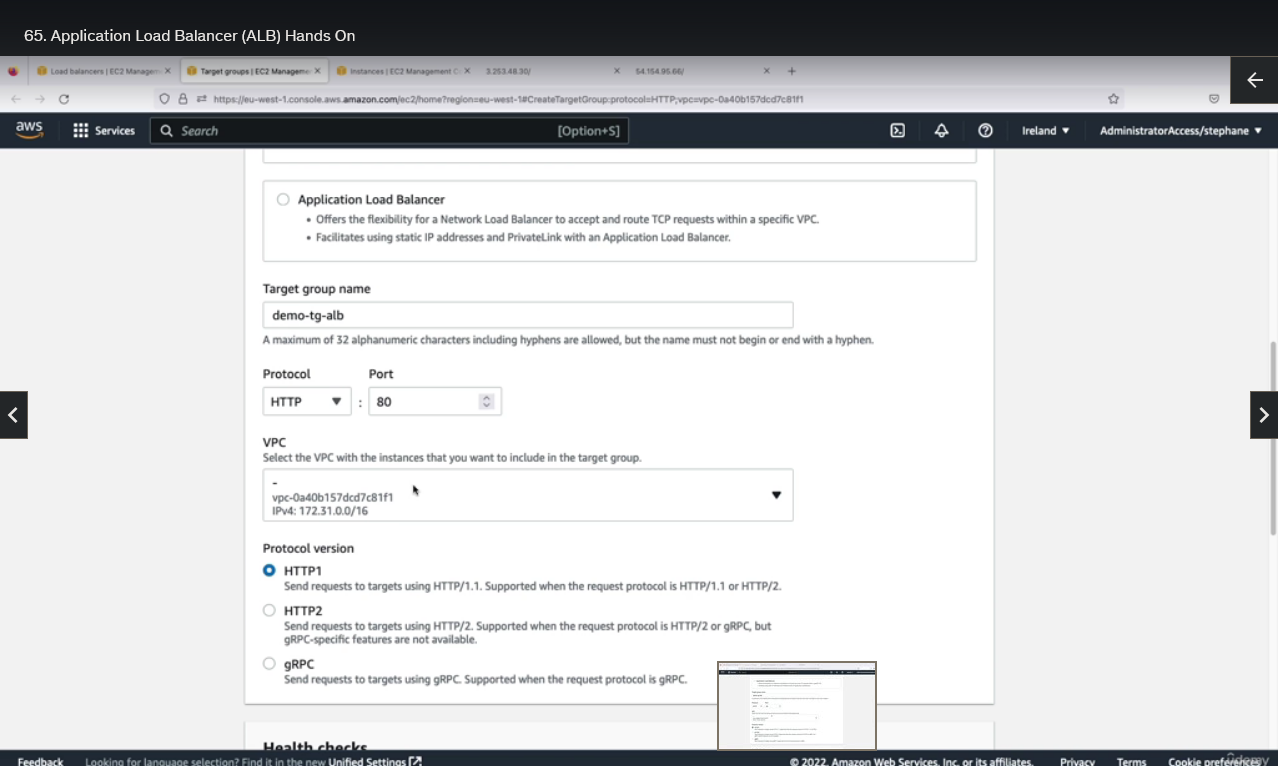 65. Application Load Balancer (ALB) Hands On
Load balancers | EC2 Managem
Target groups | EC2 Manageme
Instances | EC2 Management C
3.253.48.30/
54.154.95.66/
https://eu-west-1.console.aws.amazon.com/ec2/home?region=eu-west-1#CreateTargetGroup:protocol=HTTP;vpc=vpc-0a40b157dcd7c81f1
aws
Services
Search
[Option+S]
Ireland
AdministratorAccess/stephane
Application Load Balancer
• Offers the flexibility for a Network Load Balancer to accept and route TCP requests within a specific VPC.
• Facilitates using static IP addresses and PrivateLink with an Application Load Balancer.
Target group name
demo-tg-alb
A maximum of 32 alphanumeric characters including hyphens are allowed, but the name must not begin or end with a hyphen.
Protocol Port
HTTP : 80
VPC
Select the VPC with the instances that you want to include in the target group.
-
vpc-0a40b157dcd7c81f1
IPv4: 172.31.0.0/16
Protocol version
HTTP1
Send requests to targets using HTTP/1.1. Supported when the request protocol is HTTP/1.1 or HTTP/2.
HTTP2
Send requests to targets using HTTP/2. Supported when the request protocol is HTTP/2 or gRPC, but
gRPC-specific features are not available.
gRPC
Send requests to targets using gRPC. Supported when the request protocol is gRPC.
Health checks
Feedback
Looking for language selection? Find it in the new Unified Settings
© 2022, Amazon Web Services, Inc. or its affiliates.
Privacy
Terms
Cookie preferences
Udemy